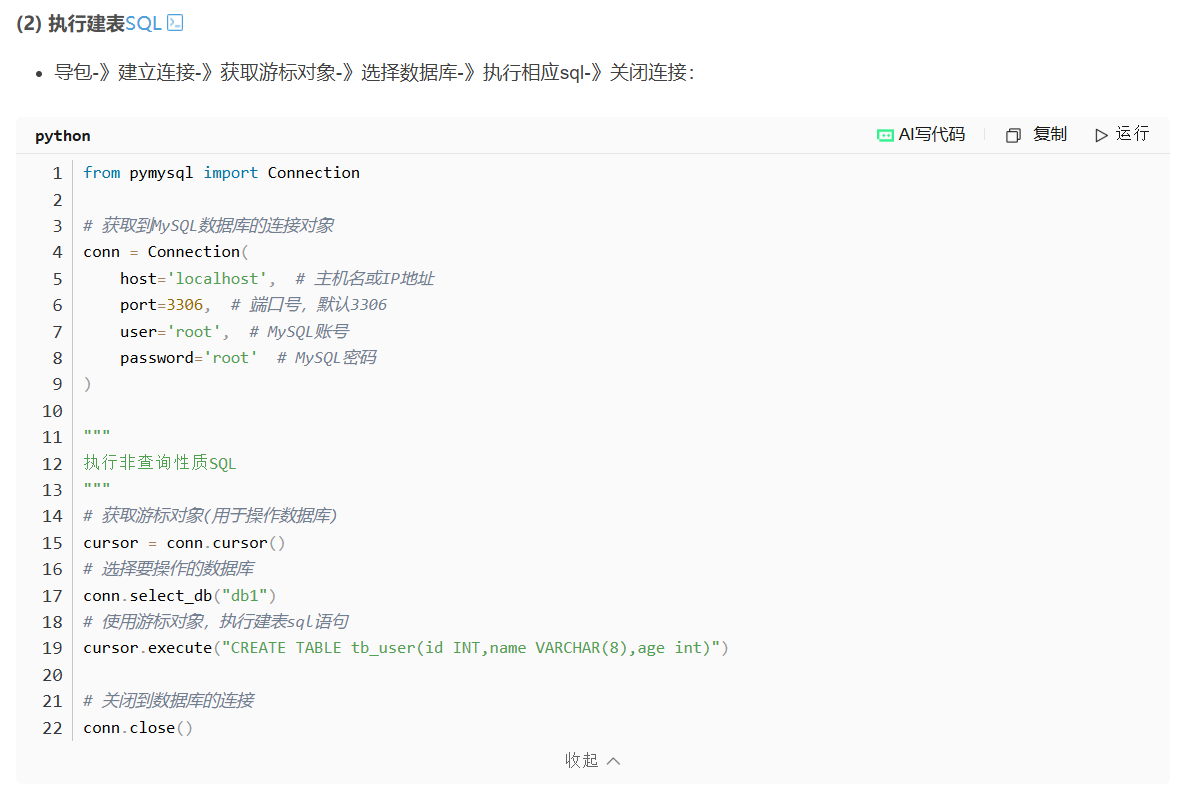 (2) 执行建表SQL
• 导包-》建立连接-》获取游标对象-》选择数据库-》执行相应sql-》关闭连接：
python AI写代码 复制 运行
1 from pymysql import Connection
2
3 # 获取到MySQL数据库的连接对象
4 conn = Connection(
5     host='localhost',  # 主机名或IP地址
6     port=3306,  # 端口号，默认3306
7     user='root',  # MySQL账号
8     password='root'  # MySQL密码
9 )
10
11 """
12 执行非查询性质SQL
13 """
14 # 获取游标对象(用于操作数据库)
15 cursor = conn.cursor()
16 # 选择要操作的数据库
17 conn.select_db("db1")
18 # 使用游标对象，执行建表sql语句
19 cursor.execute("CREATE TABLE tb_user(id INT,name VARCHAR(8),age int)")
20
21 # 关闭到数据库的连接
22 conn.close()
收起